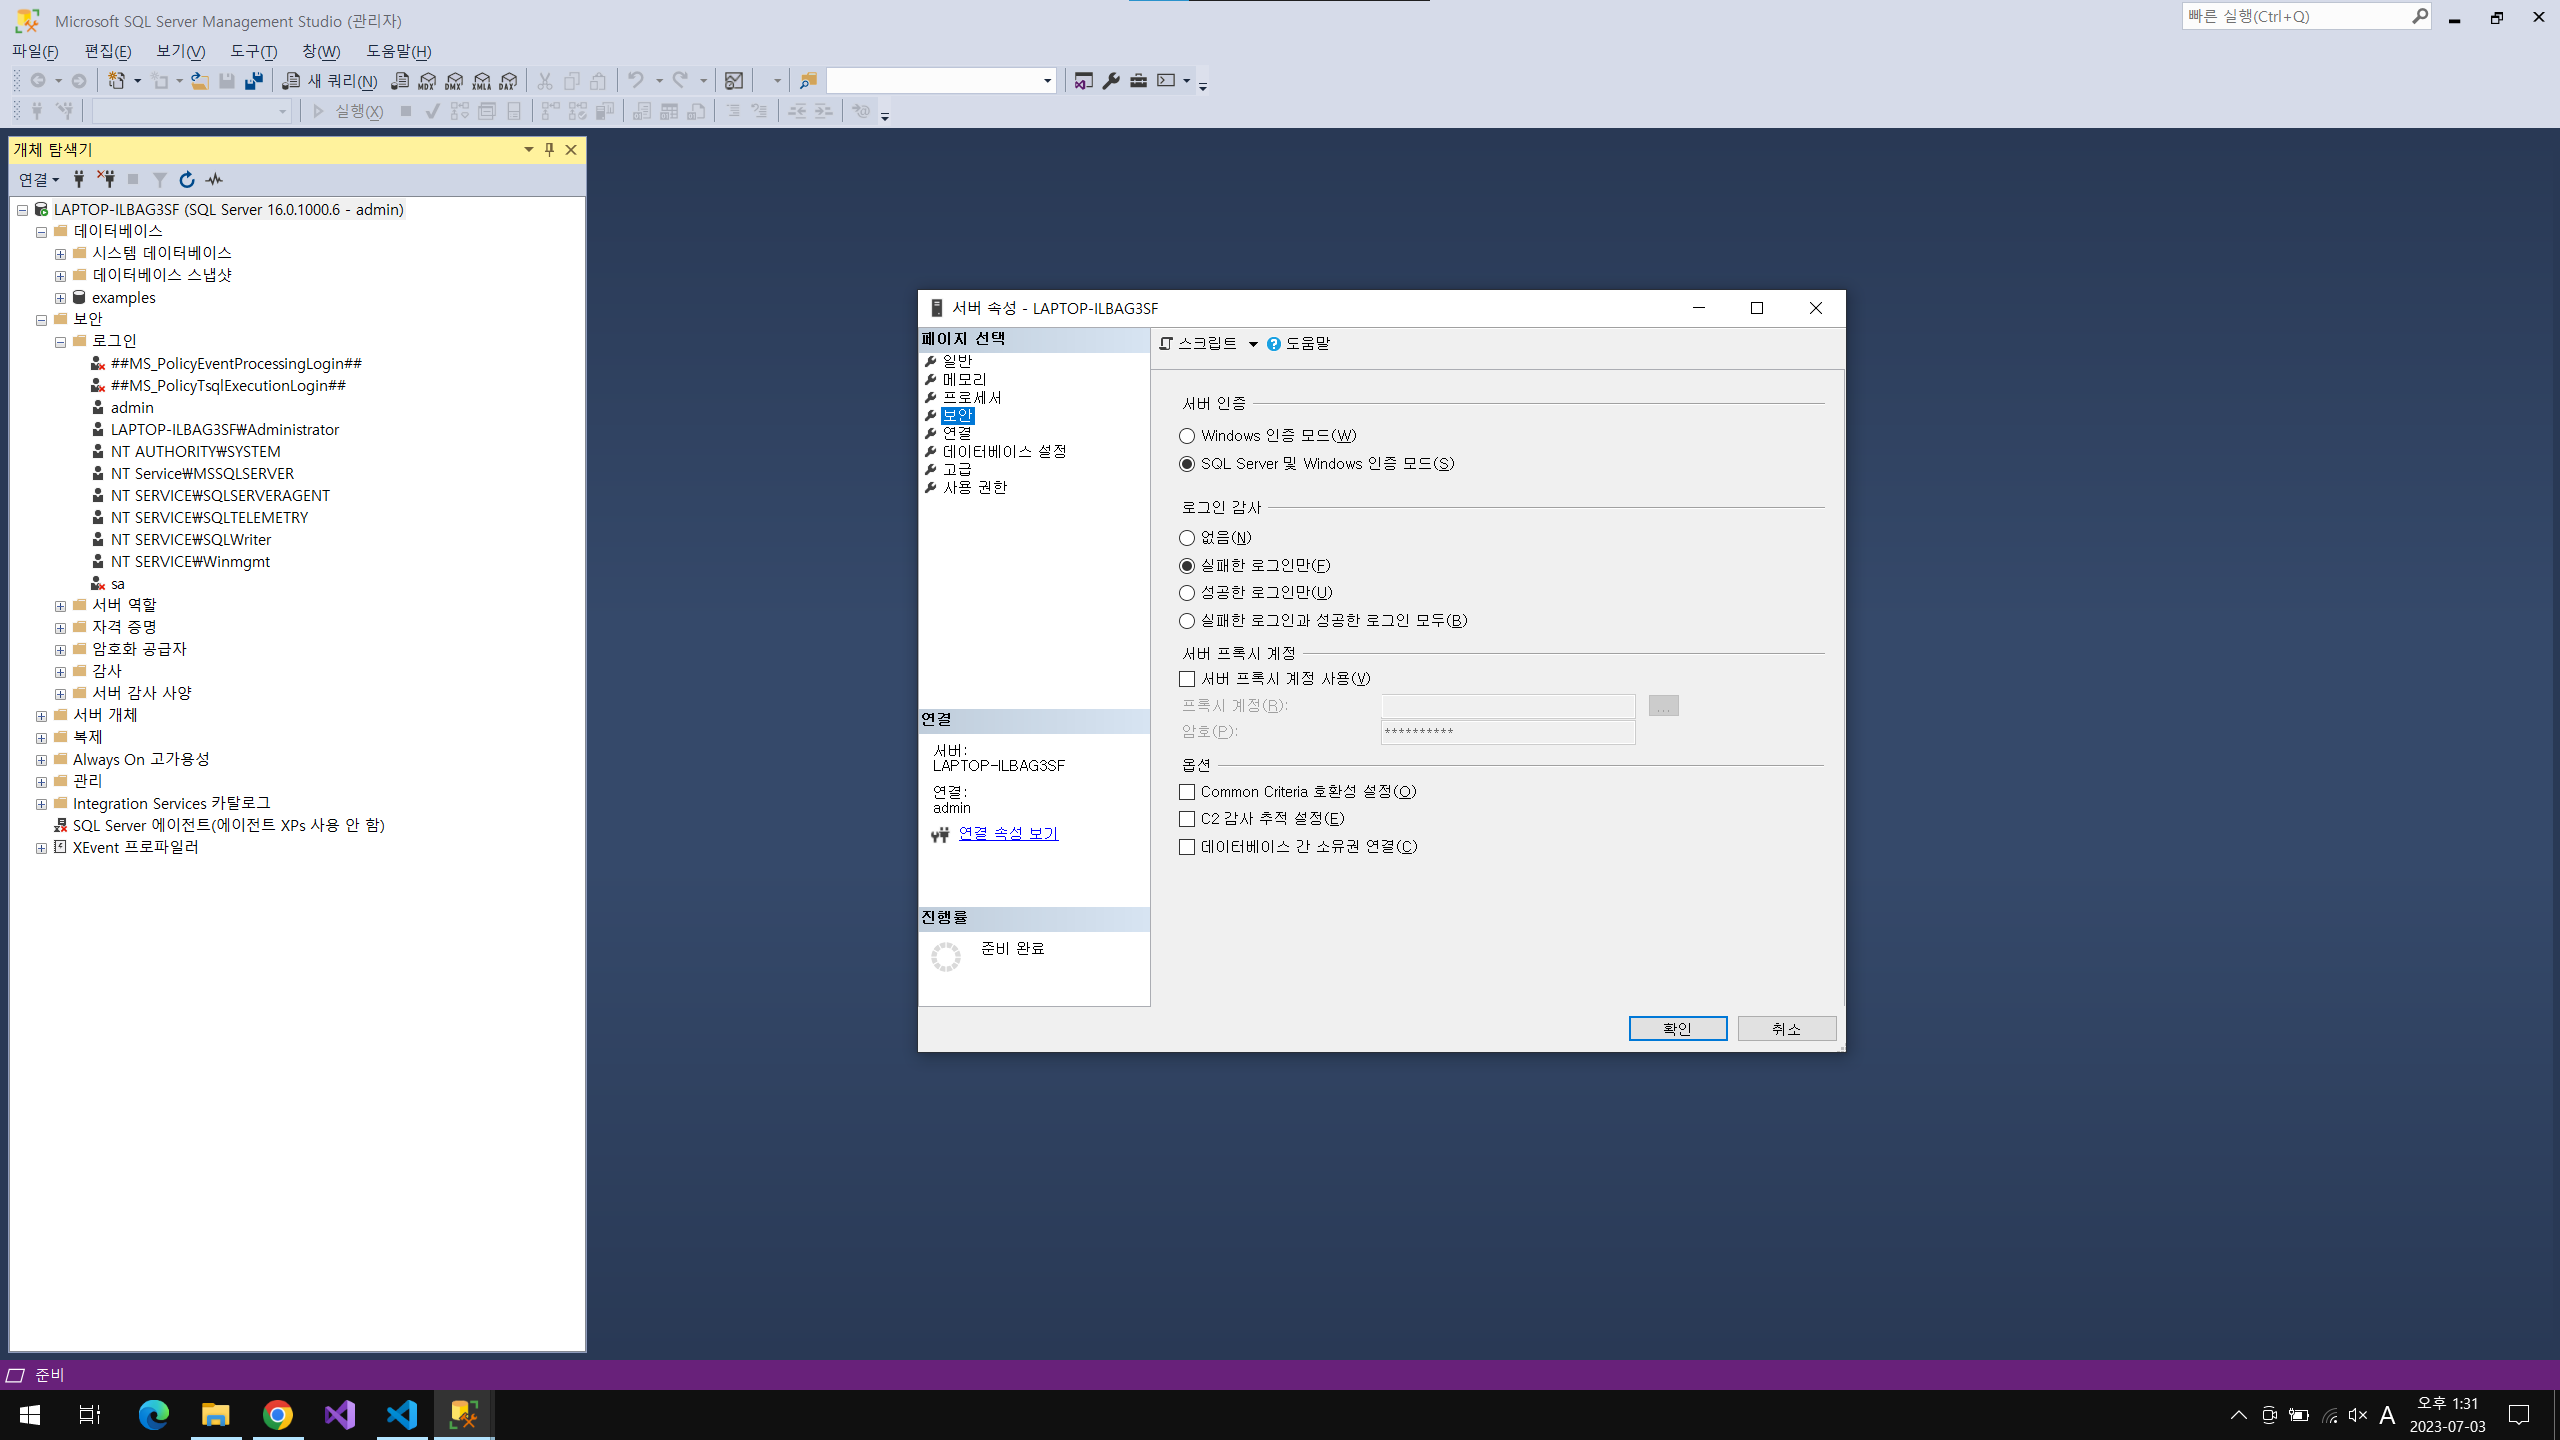 Microsoft SQL Server Management Studio (관리자)
빠른 실행(Ctrl+Q)
파일(F) 편집(E) 보기(V) 도구(T) 창(W) 도움말(H)
새 쿼리(N) MDX DMX XMLA DAX
실행(X)
개체 탐색기
연결
LAPTOP-ILBAG3SF (SQL Server 16.0.1000.6 - admin)
데이터베이스
시스템 데이터베이스
데이터베이스 스냅샷
examples
보안
로그인
##MS_PolicyEventProcessingLogin##
##MS_PolicyTsqlExecutionLogin##
admin
LAPTOP-ILBAG3SF₩Administrator
NT AUTHORITY₩SYSTEM
NT Service₩MSSQLSERVER
NT SERVICE₩SQLSERVERAGENT
NT SERVICE₩SQLTELEMETRY
NT SERVICE₩SQLWriter
NT SERVICE₩Winmgmt
sa
서버 역할
자격 증명
암호화 공급자
감사
서버 감사 사양
서버 개체
복제
Always On 고가용성
관리
Integration Services 카탈로그
SQL Server 에이전트(에이전트 XPs 사용 안 함)
XEvent 프로파일러
서버 속성 - LAPTOP-ILBAG3SF
페이지 선택
일반
메모리
프로세서
보안
연결
데이터베이스 설정
고급
사용 권한
연결
서버:
LAPTOP-ILBAG3SF
연결:
admin
연결 속성 보기
진행률
준비 완료
스크립트 도움말
서버 인증
Windows 인증 모드(W)
SQL Server 및 Windows 인증 모드(S)
로그인 감사
없음(N)
실패한 로그인만(F)
성공한 로그인만(U)
실패한 로그인과 성공한 로그인 모두(B)
서버 프록시 계정
서버 프록시 계정 사용(V)
프록시 계정(R): ...
암호(P): **********
옵션
Common Criteria 호환성 설정(O)
C2 감사 추적 설정(E)
데이터베이스 간 소유권 연결(C)
확인 취소
준비
A
오후 1:31
2023-07-03